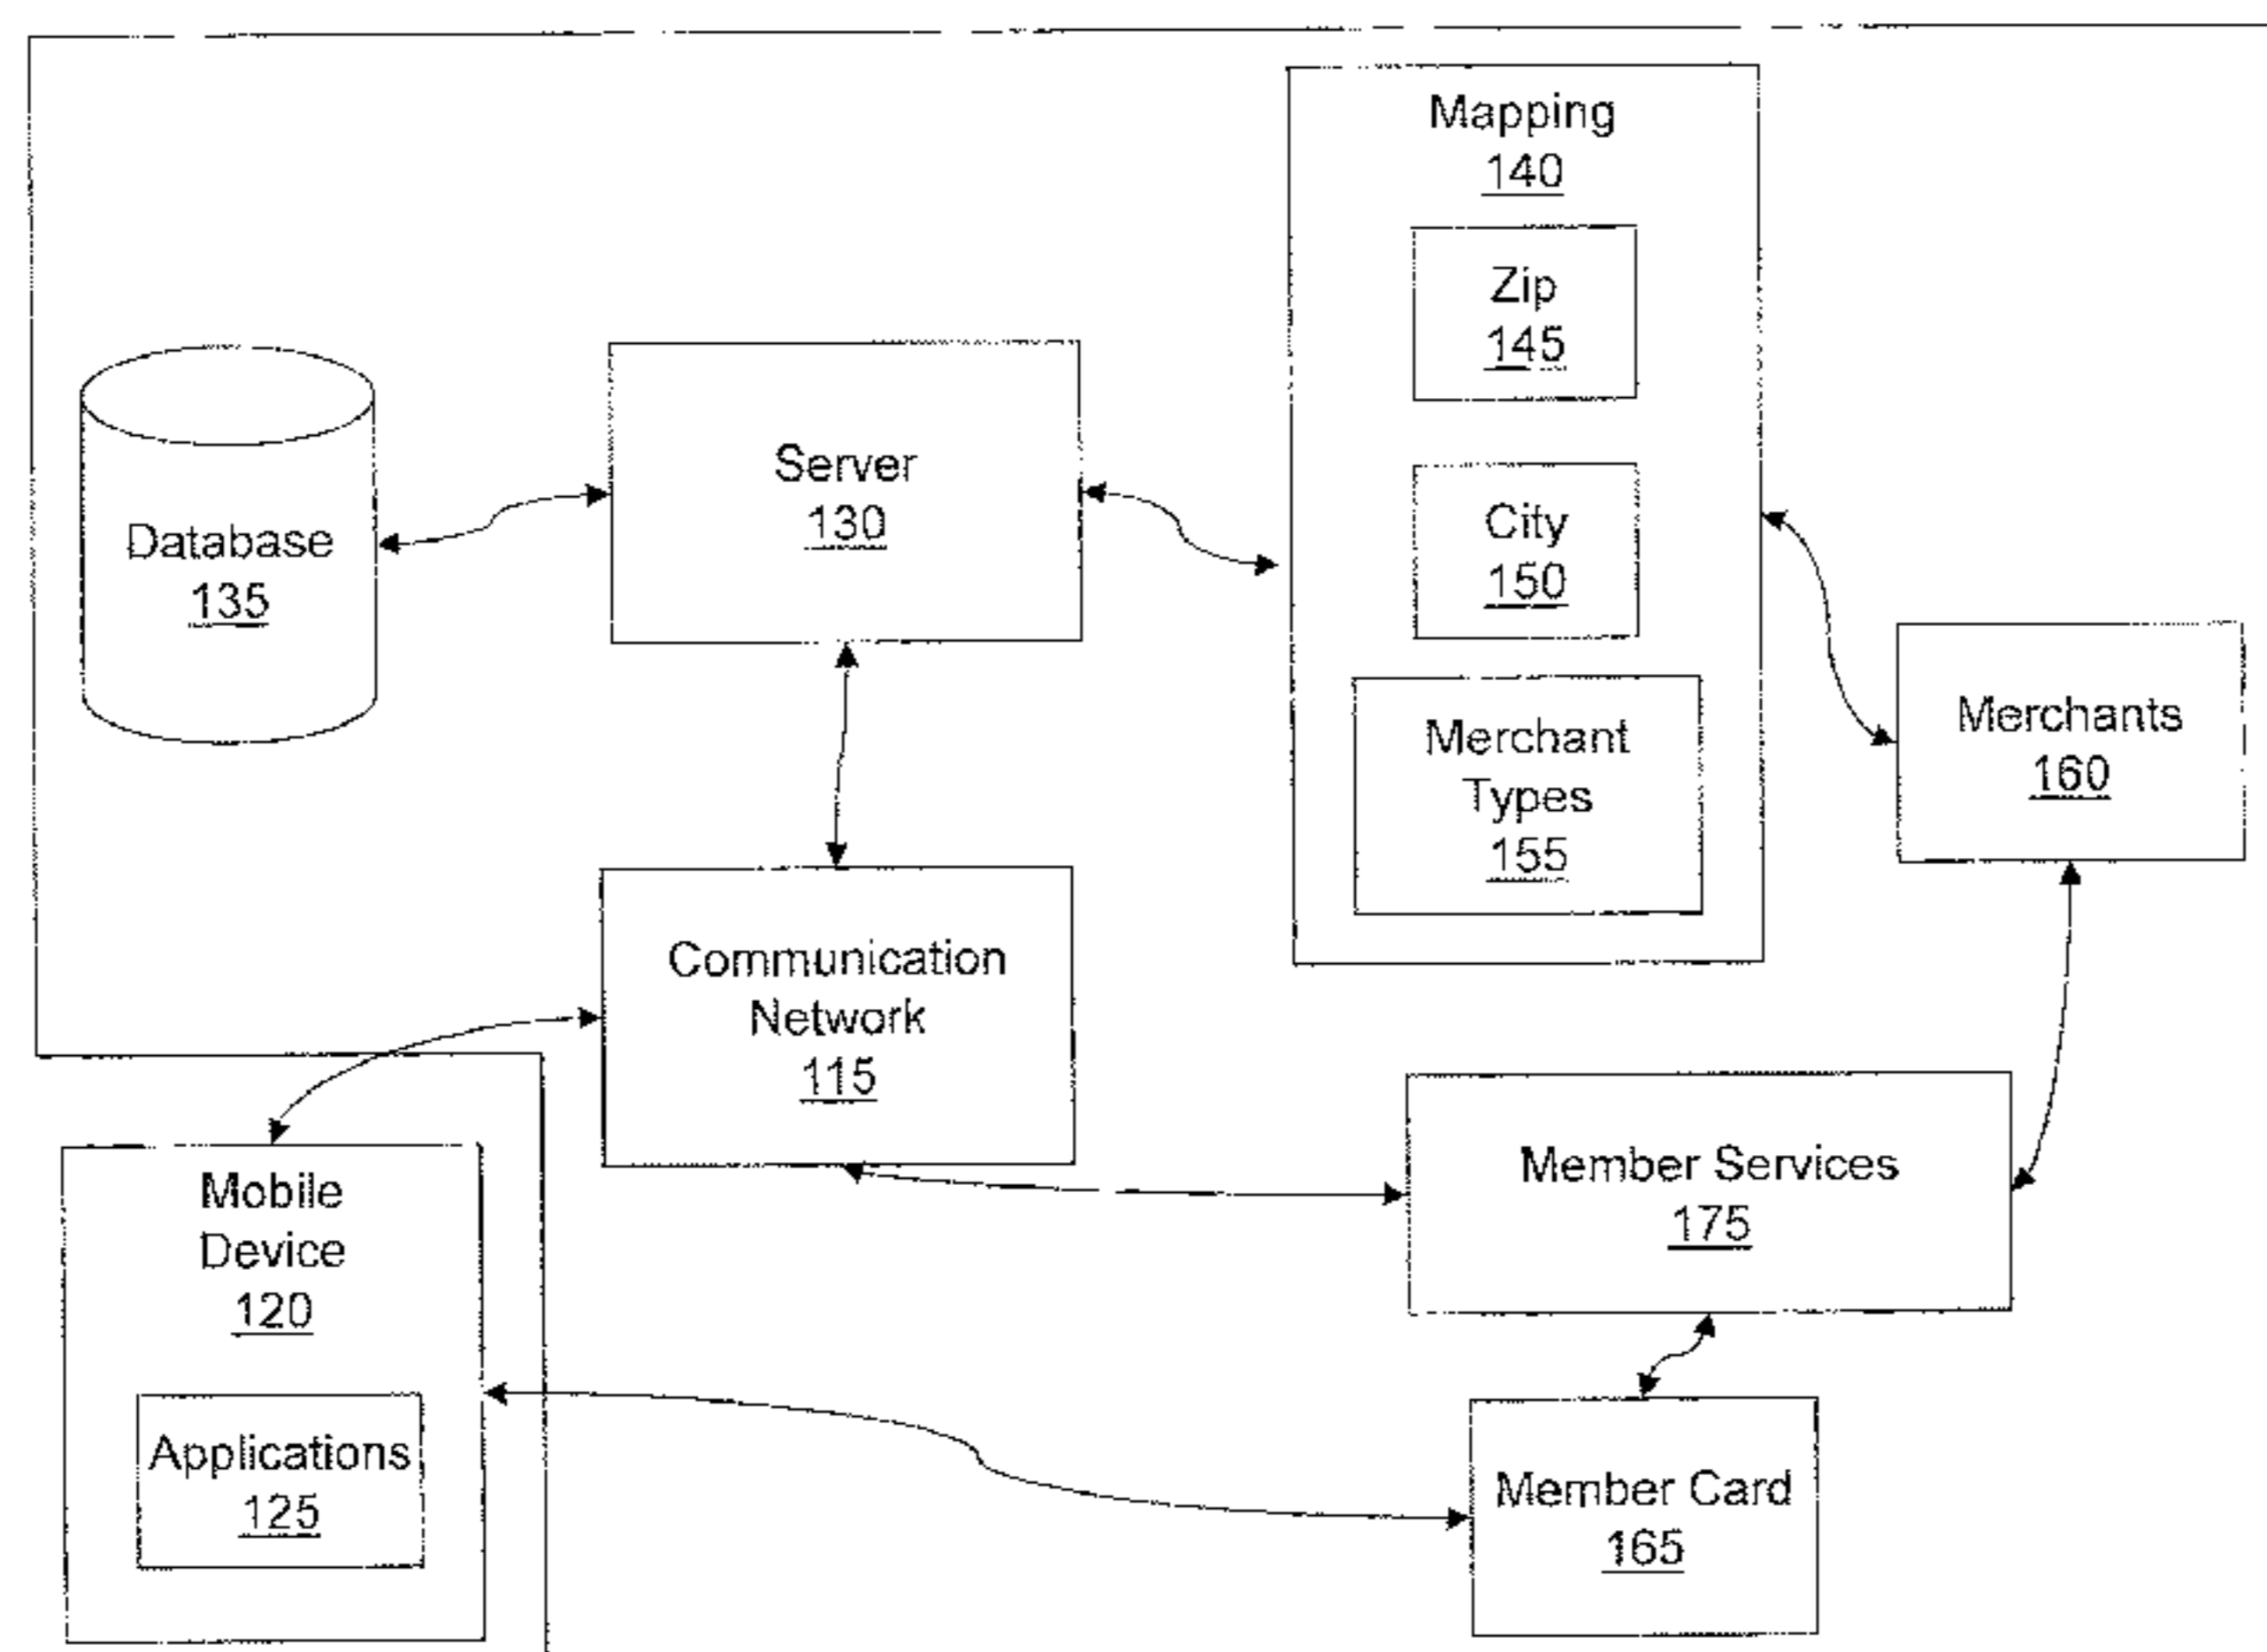 Mapping
140
Zip
145
Server
130
City
150
Database
135
Merchant
Types
155
Merchants
160
Communication
Network
115
Member Services
175
Mobile
Device
120
Applications
125
Member Card
165